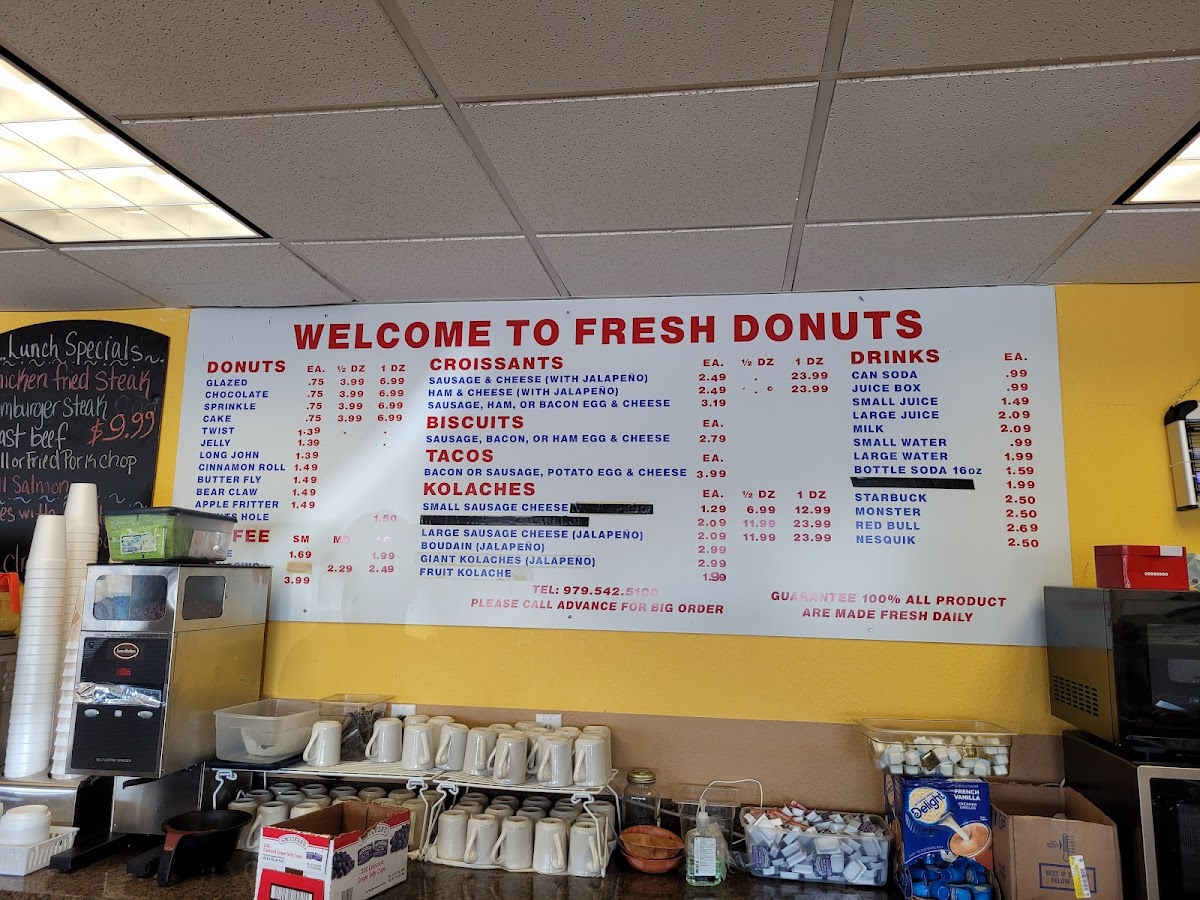 WELCOME TO FRESH DONUTS
DONUTS EA. ½ DZ 1 DZ
GLAZED .75 3.99 6.99
CHOCOLATE .75 3.99 6.99
SPRINKLE .75 3.99 6.99
CAKE .75 3.99 6.99
TWIST 1.39
JELLY 1.39
LONG JOHN 1.39
CINNAMON ROLL 1.49
BUTTER FLY 1.49
BEAR CLAW 1.49
APPLE FRITTER 1.49
HOLE 1.50
SM
1.69 1.99
2.29 2.49
3.99
CROISSANTS EA. ½ DZ 1 DZ
SAUSAGE & CHEESE (WITH JALAPEÑO) 2.49 23.99
HAM & CHEESE (WITH JALAPEÑO) 2.49 23.99
SAUSAGE, HAM, OR BACON EGG & CHEESE 3.19
BISCUITS EA.
SAUSAGE, BACON, OR HAM EGG & CHEESE 2.79
TACOS EA.
BACON OR SAUSAGE, POTATO EGG & CHEESE 3.99
KOLACHES EA. ½ DZ 1 DZ
SMALL SAUSAGE CHEESE 1.29 6.99 12.99
2.09 11.99 23.99
LARGE SAUSAGE CHEESE (JALAPEÑO) 2.09 11.99 23.99
BOUDAIN (JALAPEÑO) 2.99
GIANT KOLACHES (JALAPEÑO) 2.99
FRUIT KOLACHE 1.99
TEL: 979.542.5100
PLEASE CALL ADVANCE FOR BIG ORDER
DRINKS EA.
CAN SODA .99
JUICE BOX .99
SMALL JUICE 1.49
LARGE JUICE 2.09
MILK 2.09
SMALL WATER .99
LARGE WATER 1.99
BOTTLE SODA 16oz 1.59
1.99
STARBUCK 2.50
MONSTER 2.50
RED BULL 2.69
NESQUIK 2.50
GUARANTEE 100% ALL PRODUCT
ARE MADE FRESH DAILY
Lunch Specials
fried Steak
Steak
beef $9.99
or Fried Pork chop
Salmon
with
FRENCH
VANILLA
Delight